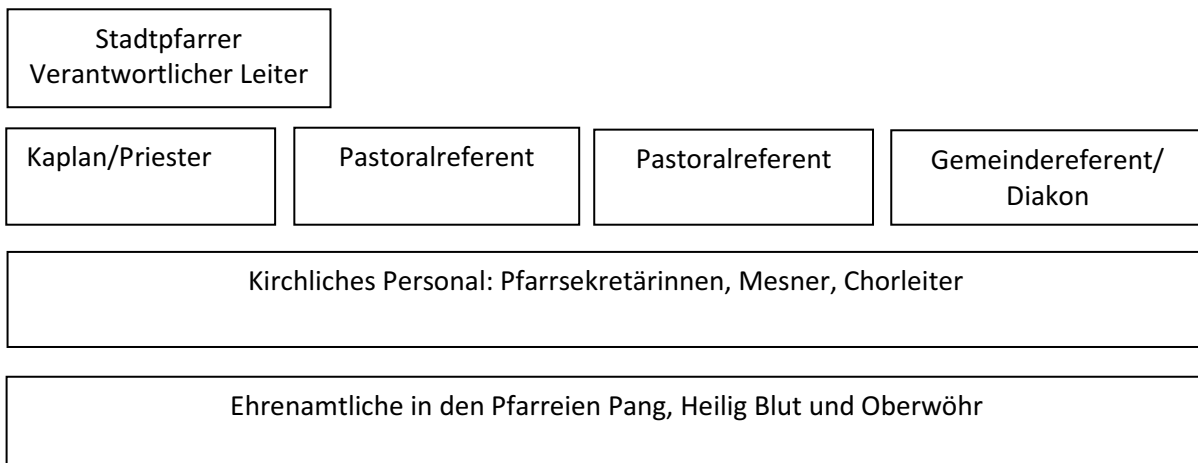 Stadtpfarrer
Verantwortlicher Leiter
Kaplan/Priester
Pastoralreferent
Pastoralreferent
Gemeindereferent/
Diakon
Kirchliches Personal: Pfarrsekretärinnen, Mesner, Chorleiter
Ehrenamtliche in den Pfarreien Pang, Heilig Blut und Oberwöhr